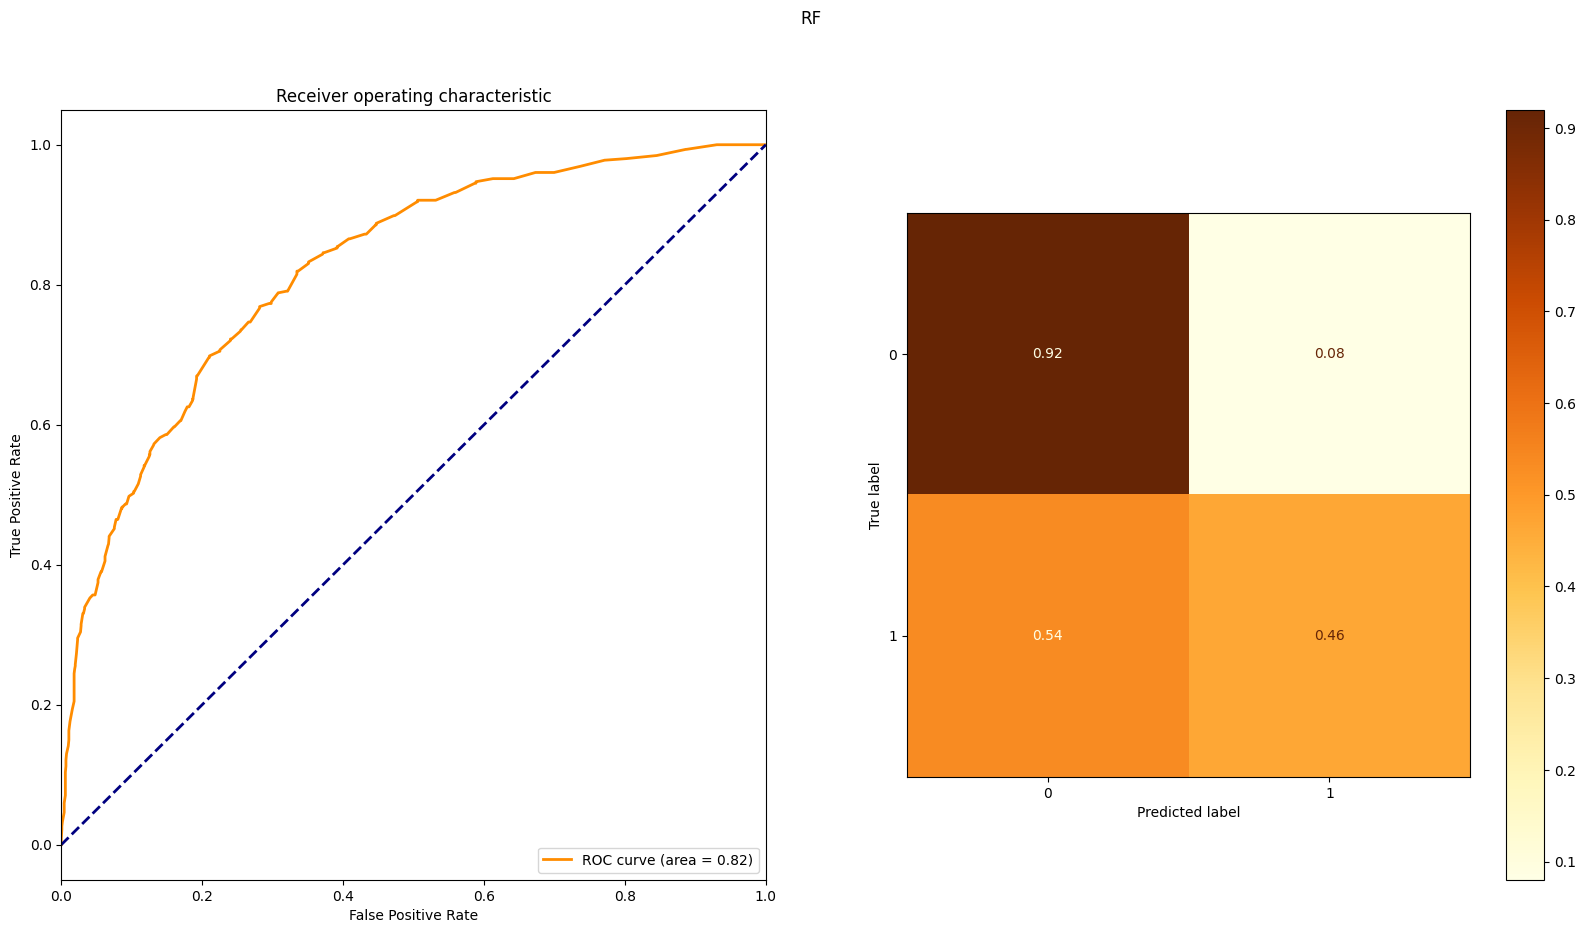 RF
Receiver operating characteristic
True Positive Rate
1.0
0.8
0.6
0.4
0.2
0.0
0.0 0.2 0.4 0.6 0.8 1.0
False Positive Rate
ROC curve (area = 0.82)
True label
0
1
0.92 0.08
0.54 0.46
0 1
Predicted label
0.9
0.8
0.7
0.6
0.5
0.4
0.3
0.2
0.1